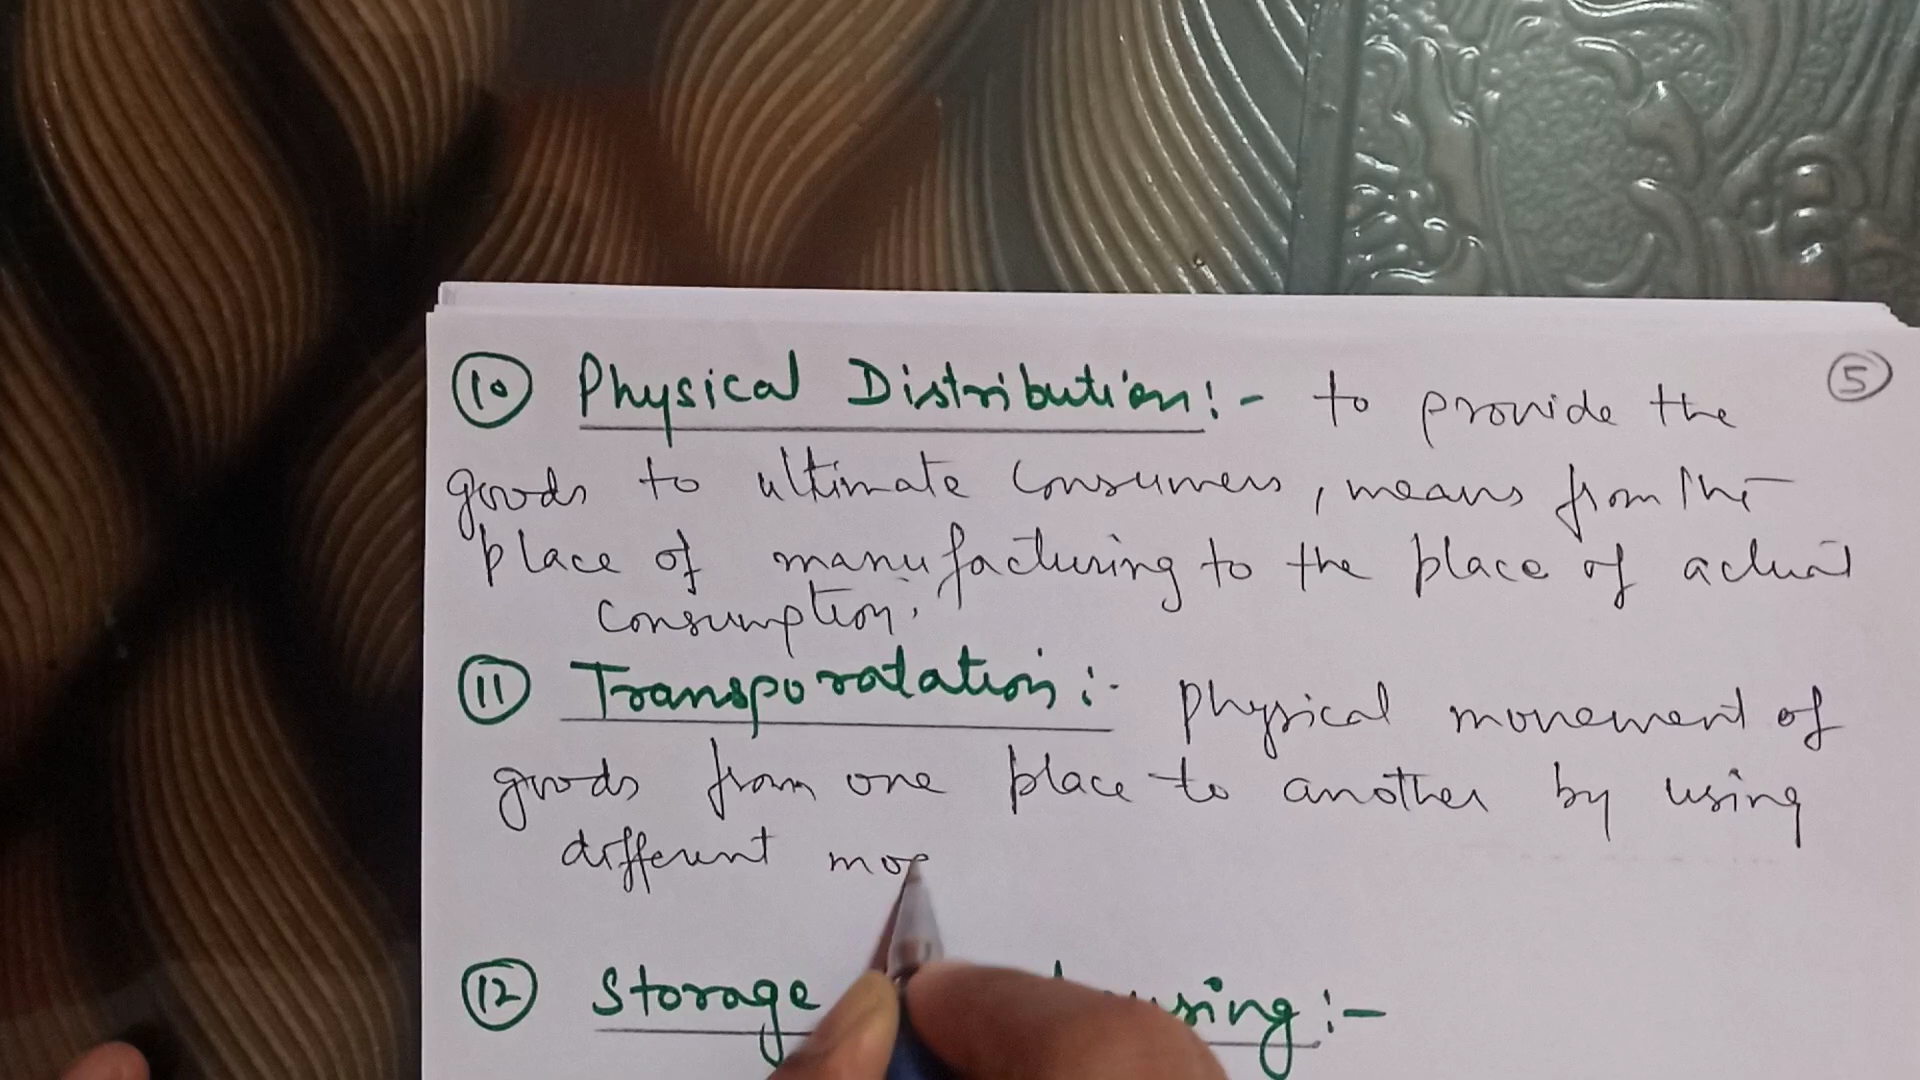 ⑩ Physical Distribution:- to provide the ⑤
goods to ultimate consumers, means from the
place of manufacturing to the place of actual
consumption.
⑪ Transporatation:- Physical movement of
goods from one place to another by using
different mo
⑫ Storage